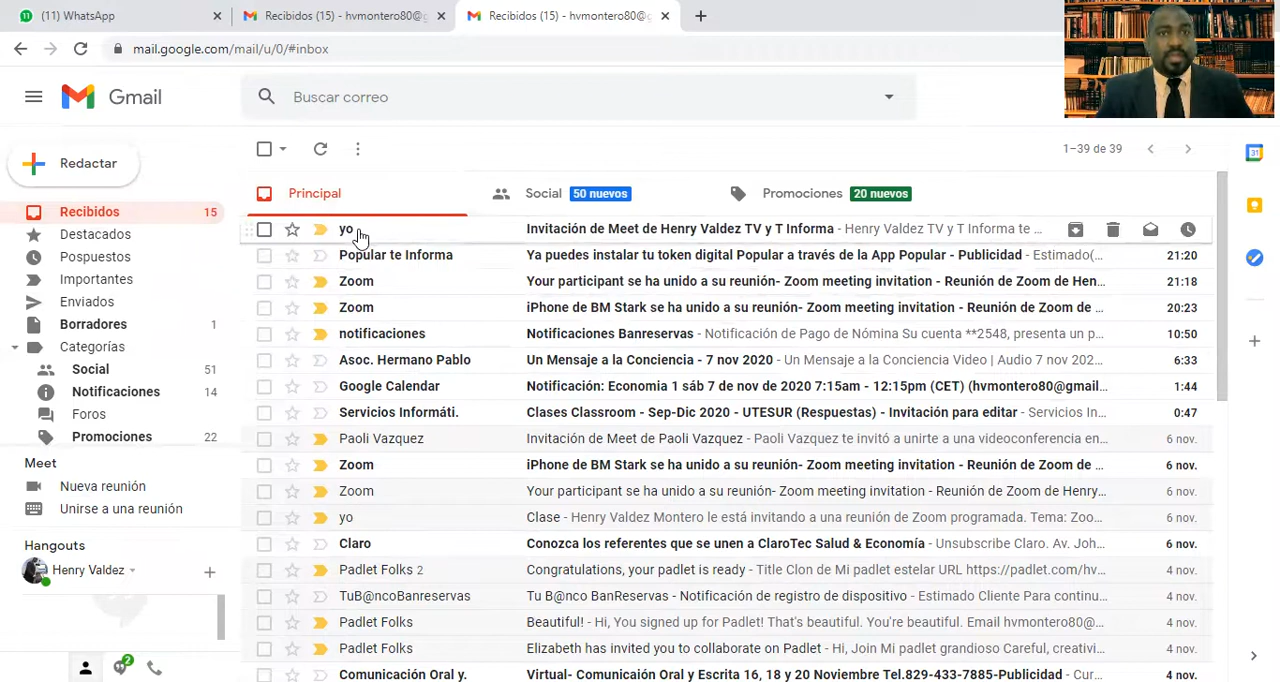 (11) WhatsApp
Recibidos (15) - hvmontero80@g
Recibidos (15) - hvmontero80@g
mail.google.com/mail/u/0/#inbox
Gmail
Buscar correo
Redactar
1–39 de 39
Principal
Social 50 nuevos
Promociones 20 nuevos
Recibidos 15
Destacados
Pospuestos
Importantes
Enviados
Borradores 1
Categorías
Social 51
Notificaciones 14
Foros
Promociones 22
Meet
Nueva reunión
Unirse a una reunión
Hangouts
Henry Valdez
2
yo Invitación de Meet de Henry Valdez TV y T Informa - Henry Valdez TV y T Informa te ...
Popular te Informa Ya puedes instalar tu token digital Popular a través de la App Popular - Publicidad - Estimado(... 21:20
Zoom Your participant se ha unido a su reunión- Zoom meeting invitation - Reunión de Zoom de Hen... 21:18
Zoom iPhone de BM Stark se ha unido a su reunión- Zoom meeting invitation - Reunión de Zoom de ... 20:23
notificaciones Notificaciones Banreservas - Notificación de Pago de Nómina Su cuenta **2548, presenta un p... 10:50
Asoc. Hermano Pablo Un Mensaje a la Conciencia - 7 nov 2020 - Un Mensaje a la Conciencia Video | Audio 7 nov 202... 6:33
Google Calendar Notificación: Economia 1 sáb 7 de nov de 2020 7:15am - 12:15pm (CET) (hvmontero80@gmail... 1:44
Servicios Informáti. Clases Classroom - Sep-Dic 2020 - UTESUR (Respuestas) - Invitación para editar - Servicios In... 0:47
Paoli Vazquez Invitación de Meet de Paoli Vazquez - Paoli Vazquez te invitó a unirte a una videoconferencia en... 6 nov.
Zoom iPhone de BM Stark se ha unido a su reunión- Zoom meeting invitation - Reunión de Zoom de ... 6 nov.
Zoom Your participant se ha unido a su reunión- Zoom meeting invitation - Reunión de Zoom de Henry... 6 nov.
yo Clase - Henry Valdez Montero le está invitando a una reunión de Zoom programada. Tema: Zoo... 6 nov.
Claro Conozca los referentes que se unen a ClaroTec Salud & Economía - Unsubscribe Claro. Av. Joh... 6 nov.
Padlet Folks 2 Congratulations, your padlet is ready - Title Clon de Mi padlet estelar URL https://padlet.com/hv... 4 nov.
TuB@ncoBanreservas Tu B@nco BanReservas - Notificación de registro de dispositivo - Estimado Cliente Para continu... 4 nov.
Padlet Folks Beautiful! - Hi, You signed up for Padlet! That's beautiful. You're beautiful. Email hvmontero80@... 4 nov.
Padlet Folks Elizabeth has invited you to collaborate on Padlet - Hi, Join Mi padlet grandioso Careful, creativi... 4 nov.
Comunicación Oral y. Virtual- Comunicaión Oral y Escrita 16, 18 y 20 Noviembre Tel.829-433-7885-Publicidad - Cur... 4 nov.
31